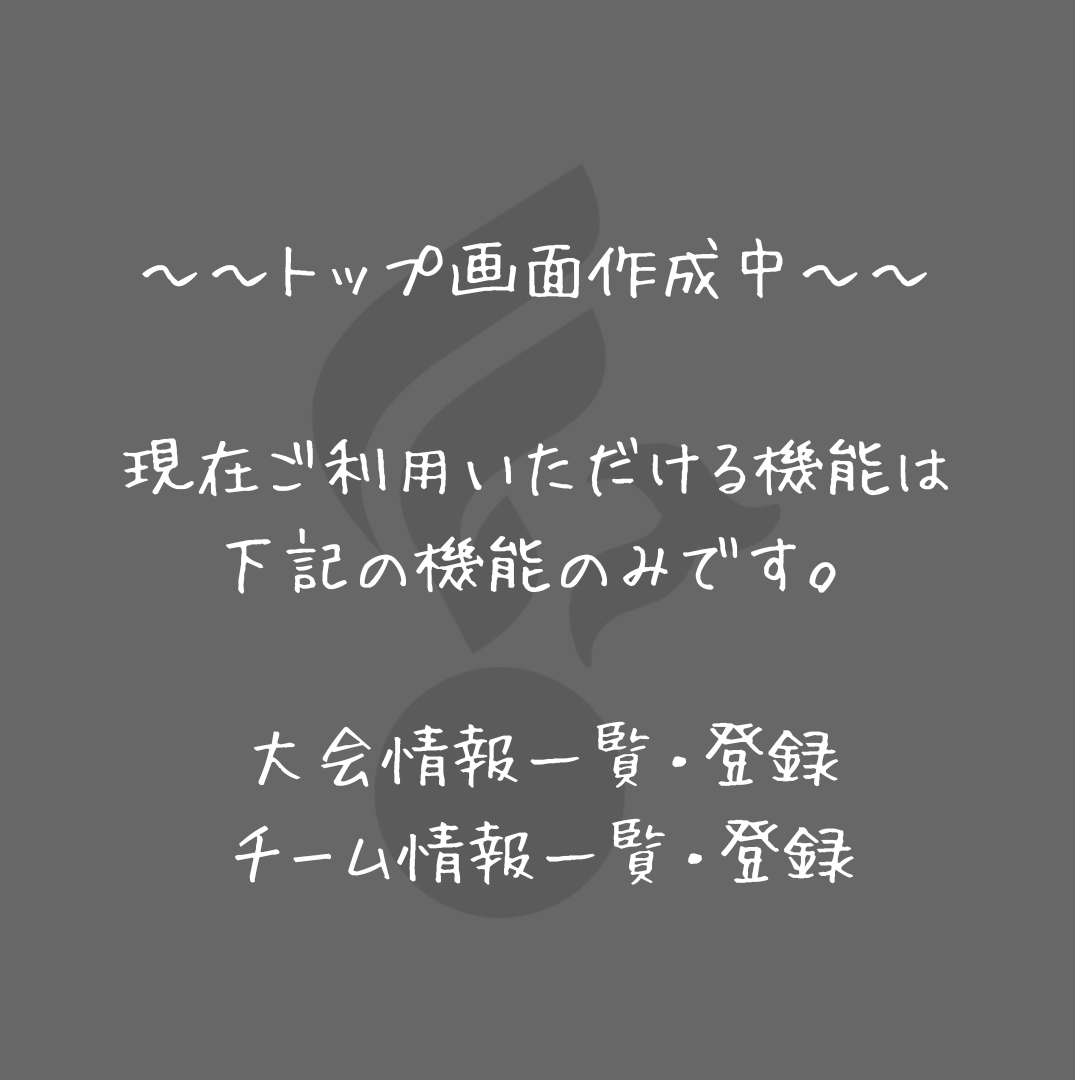 ～～トップ画面作成中～～
現在ご利用いただける機能は
下記の機能のみです。
大会情報一覧・登録
チーム情報一覧・登録